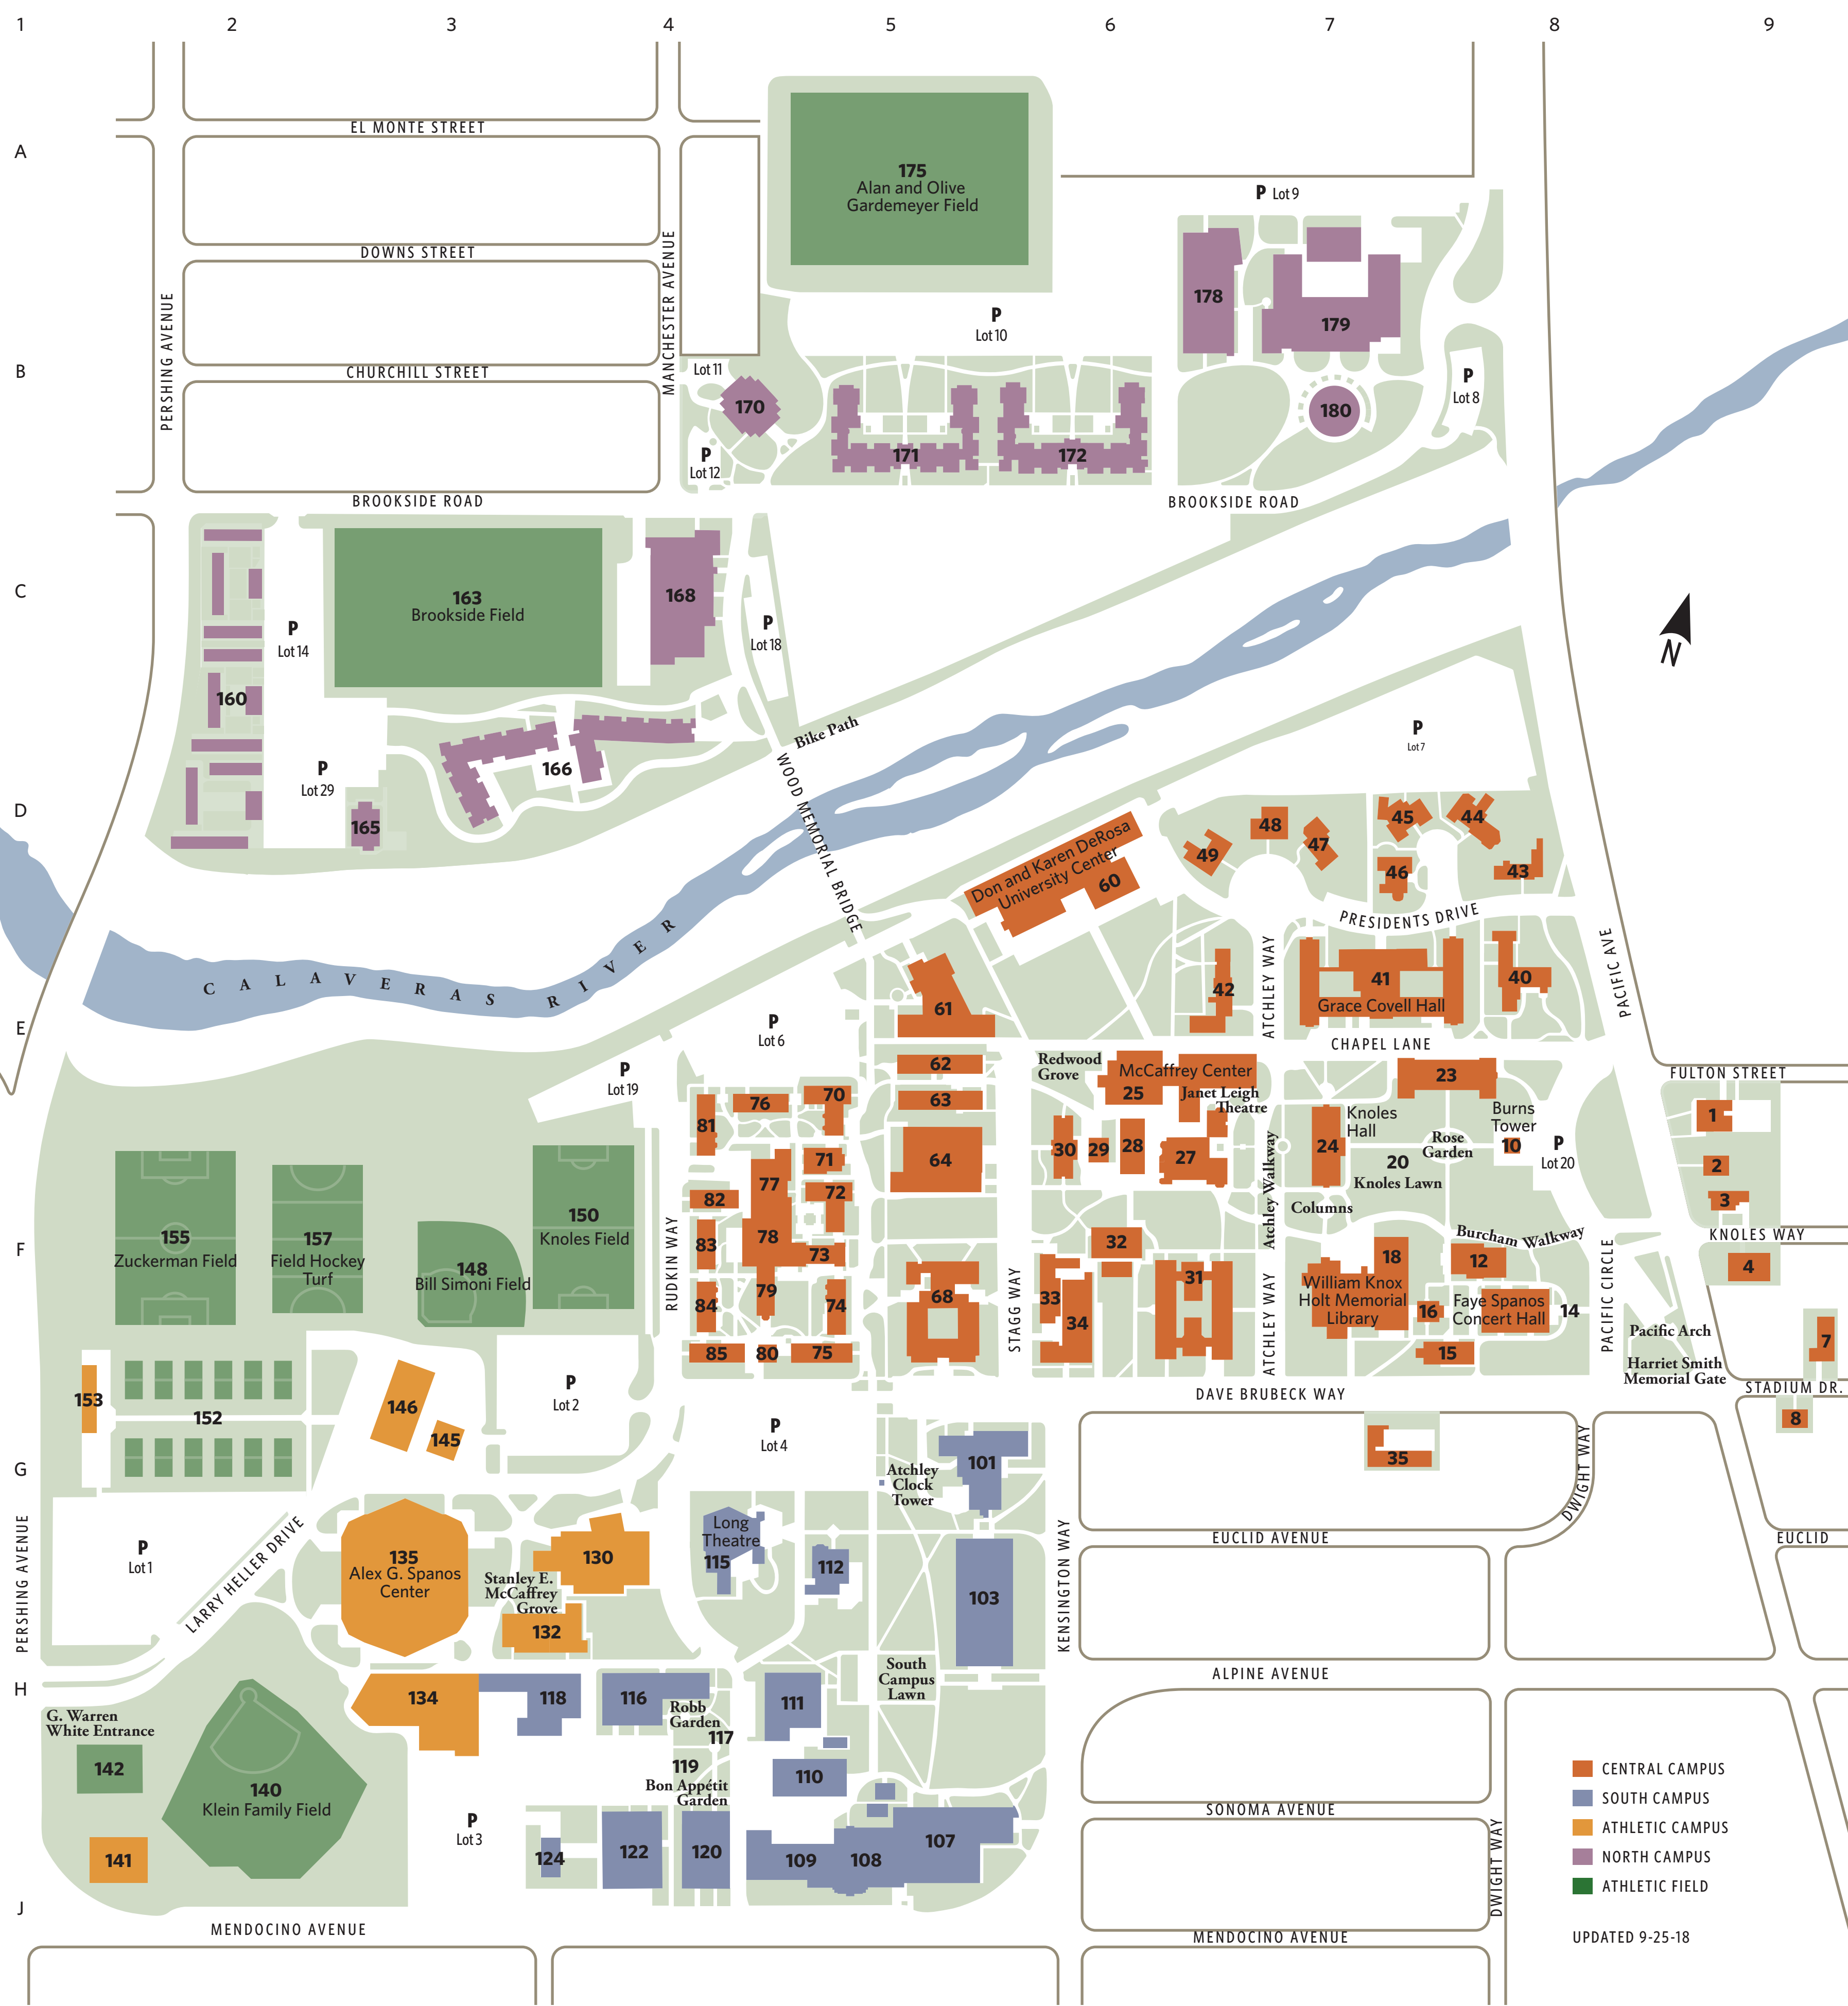 1 2 3 4 5 6 7 8 9
A
B
C
D
E
F
G
H
J
EL MONTE STREET
DOWNS STREET
CHURCHILL STREET
BROOKSIDE ROAD
PERSHING AVENUE
MANCHESTER AVENUE
175
Alan and Olive
Gardemeyer Field
P Lot 9
178
179
180
P
Lot 10
P
Lot 8
Lot 11
170
P
Lot 12
171
172
BROOKSIDE ROAD
163
Brookside Field
168
P
Lot 14
P
Lot 18
160
P
Lot 29
165
166
Bike Path
WOOD MEMORIAL BRIDGE
CALAVERAS RIVER
N
P
Lot 7
Don and Karen DeRosa
University Center
60
49
48
47
45
44
46
43
PRESIDENTS DRIVE
PACIFIC AVE
ATCHLEY WAY
42
41
Grace Covell Hall
40
CHAPEL LANE
61
62
63
64
68
P
Lot 6
P
Lot 19
Redwood
Grove
McCaffrey Center
25
Janet Leigh
Theatre
23
Knoles
Hall
24
Burns
Tower
10
P
Lot 20
Rose
Garden
20
Knoles Lawn
Columns
Atchley Walkway
30
29
28
27
FULTON STREET
1
2
3
KNOLES WAY
4
7
STADIUM DR.
8
81
76
70
71
77
72
82
83
78
73
79
84
74
85
80
75
RUDKIN WAY
STAGG WAY
155
Zuckerman Field
157
Field Hockey
Turf
148
Bill Simoni Field
150
Knoles Field
32
33
34
31
ATCHLEY WAY
18
William Knox
Holt Memorial
Library
Burcham Walkway
12
16
Faye Spanos
Concert Hall
14
15
PACIFIC CIRCLE
Pacific Arch
Harriet Smith
Memorial Gate
DAVE BRUBECK WAY
153
152
146
145
P
Lot 2
P
Lot 4
Atchley
Clock
Tower
101
35
DWIGHT WAY
EUCLID AVENUE
EUCLID
PERSHING AVENUE
P
Lot 1
LARRY HELLER DRIVE
135
Alex G. Spanos
Center
130
Stanley E.
McCaffrey
Grove
132
Long
Theatre
115
112
103
KENSINGTON WAY
South
Campus
Lawn
ALPINE AVENUE
G. Warren
White Entrance
142
141
140
Klein Family Field
134
118
116
Robb
Garden
117
119
Bon Appétit
Garden
111
110
P
Lot 3
124
122
120
109
108
107
SONOMA AVENUE
DWIGHT WAY
MENDOCINO AVENUE
MENDOCINO AVENUE
CENTRAL CAMPUS
SOUTH CAMPUS
ATHLETIC CAMPUS
NORTH CAMPUS
ATHLETIC FIELD
UPDATED 9-25-18